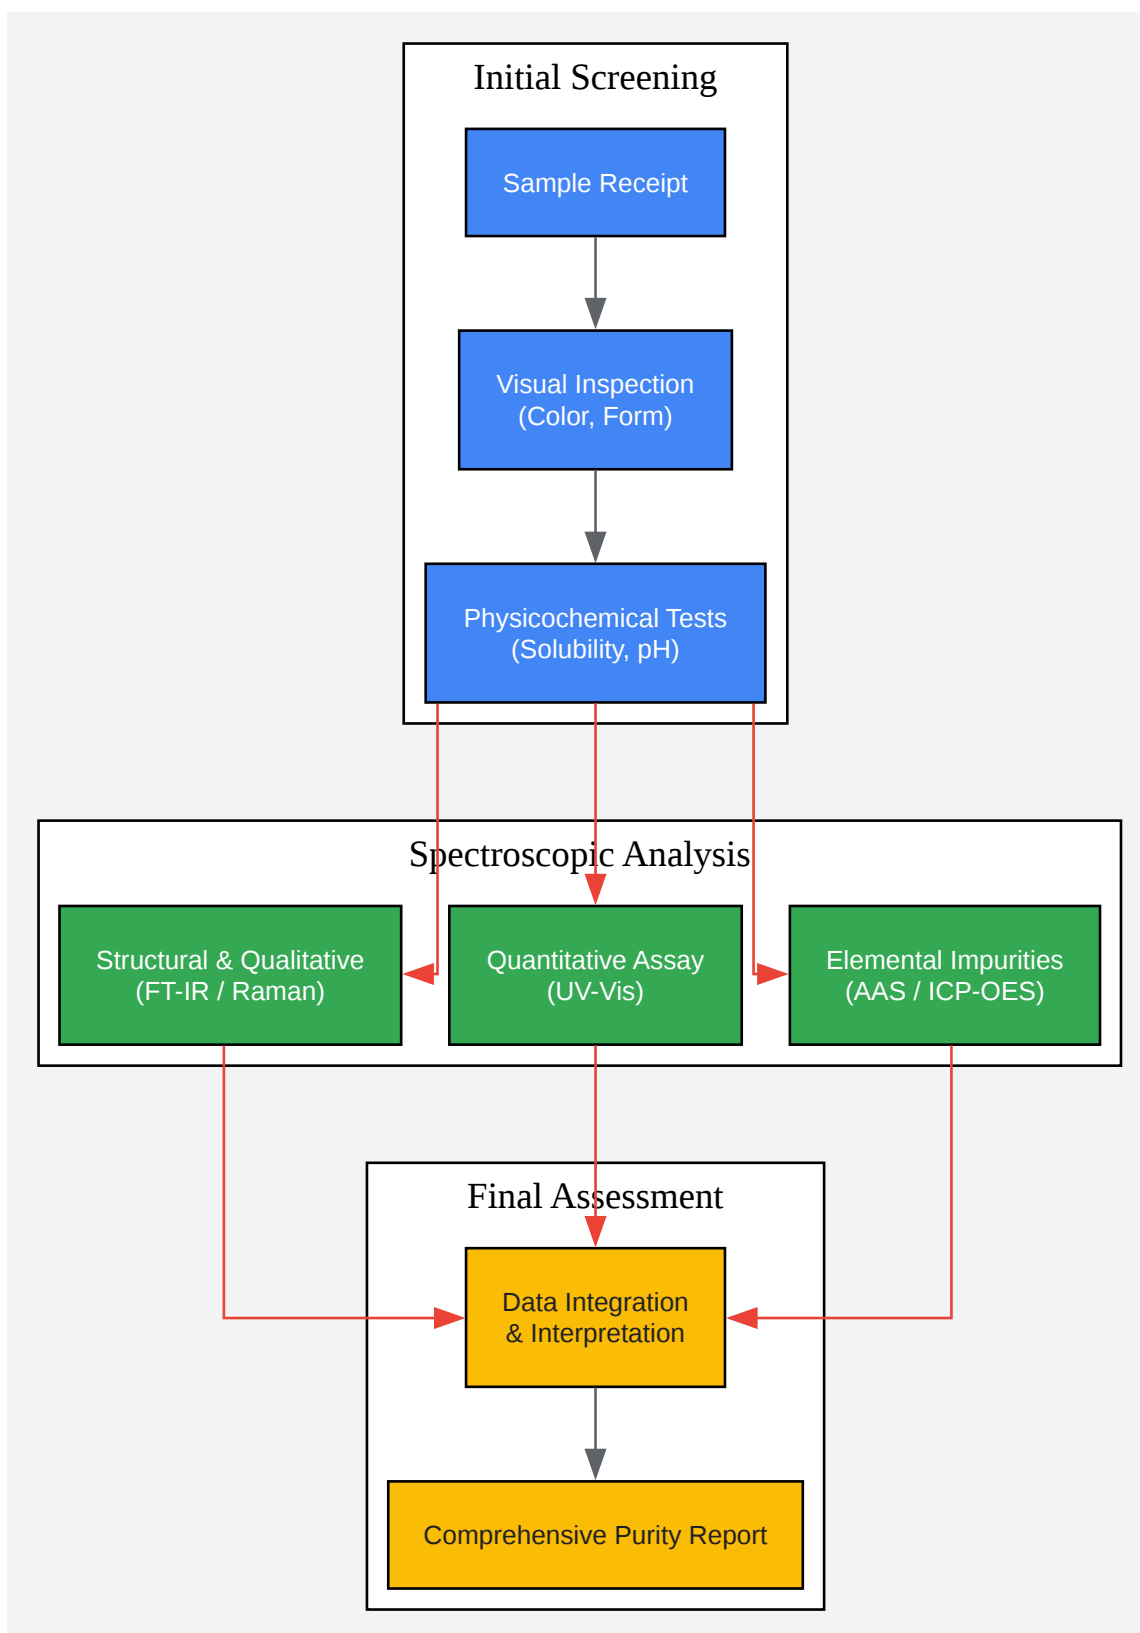 Initial Screening
Sample Receipt
Visual Inspection
(Color, Form)
Physicochemical Tests
(Solubility, pH)
Spectroscopic Analysis
Structural & Qualitative
(FT-IR / Raman)
Quantitative Assay
(UV-Vis)
Elemental Impurities
(AAS / ICP-OES)
Final Assessment
Data Integration
& Interpretation
Comprehensive Purity Report